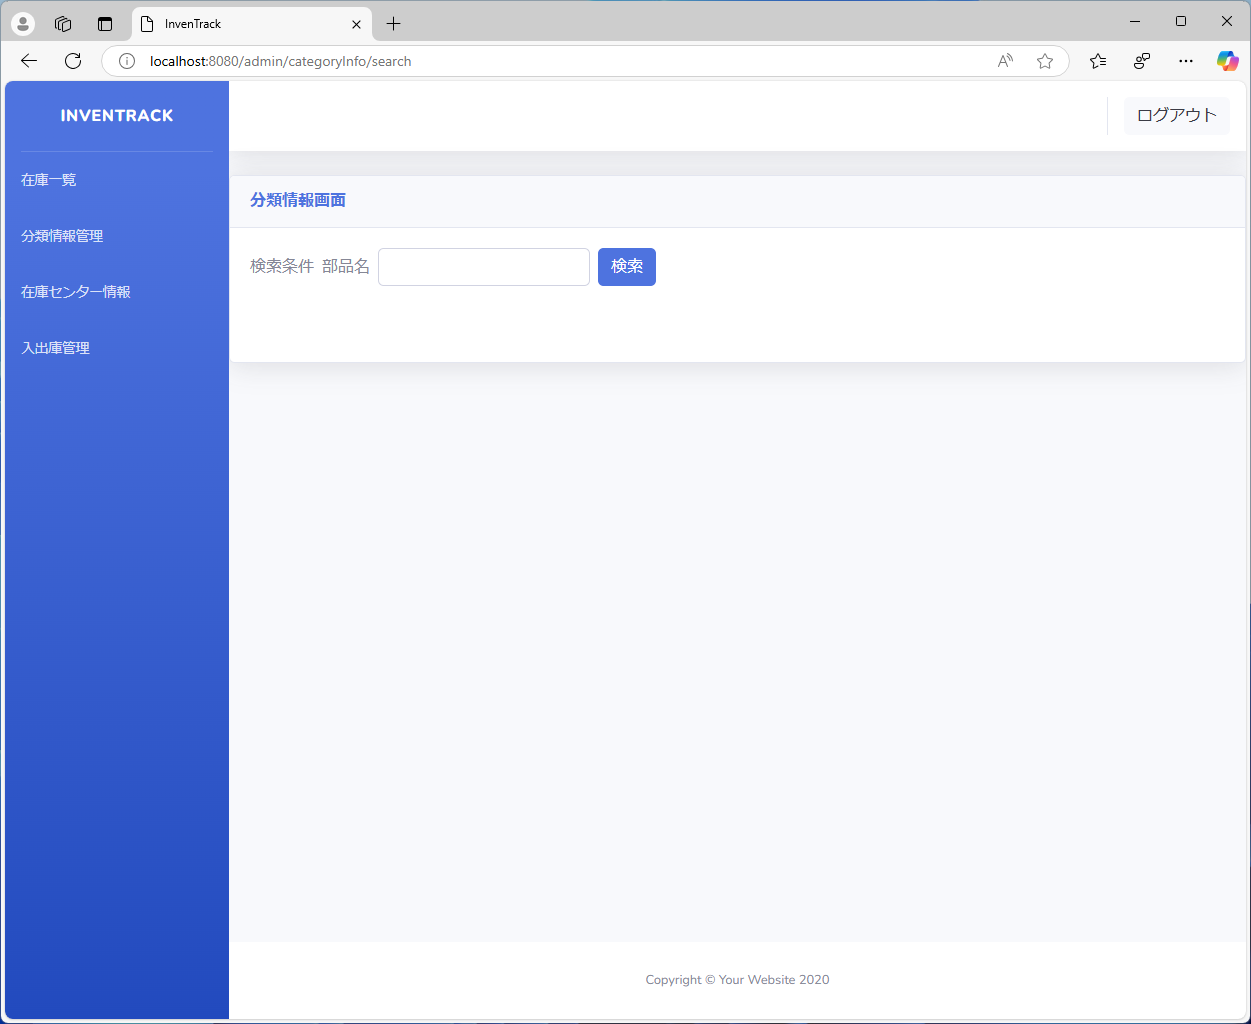 InvenTrack
localhost:8080/admin/categoryInfo/search
INVENTRACK
ログアウト
在庫一覧
分類情報管理
在庫センター情報
入出庫管理
分類情報画面
検索条件 部品名
検索
Copyright © Your Website 2020